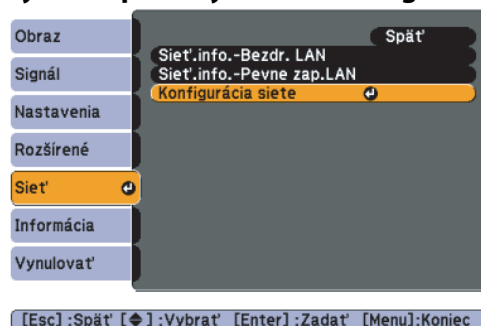 Obraz
Signál
Nastavenia
Rozšírené
Sieť
Informácia
Vynulovať
Späť
Sieť.info.-Bezdr. LAN
Sieť.info.-Pevne zap.LAN
Konfigurácia siete
[Esc] :Späť [ ] :Vybrať [Enter] :Zadať [Menu]:Koniec